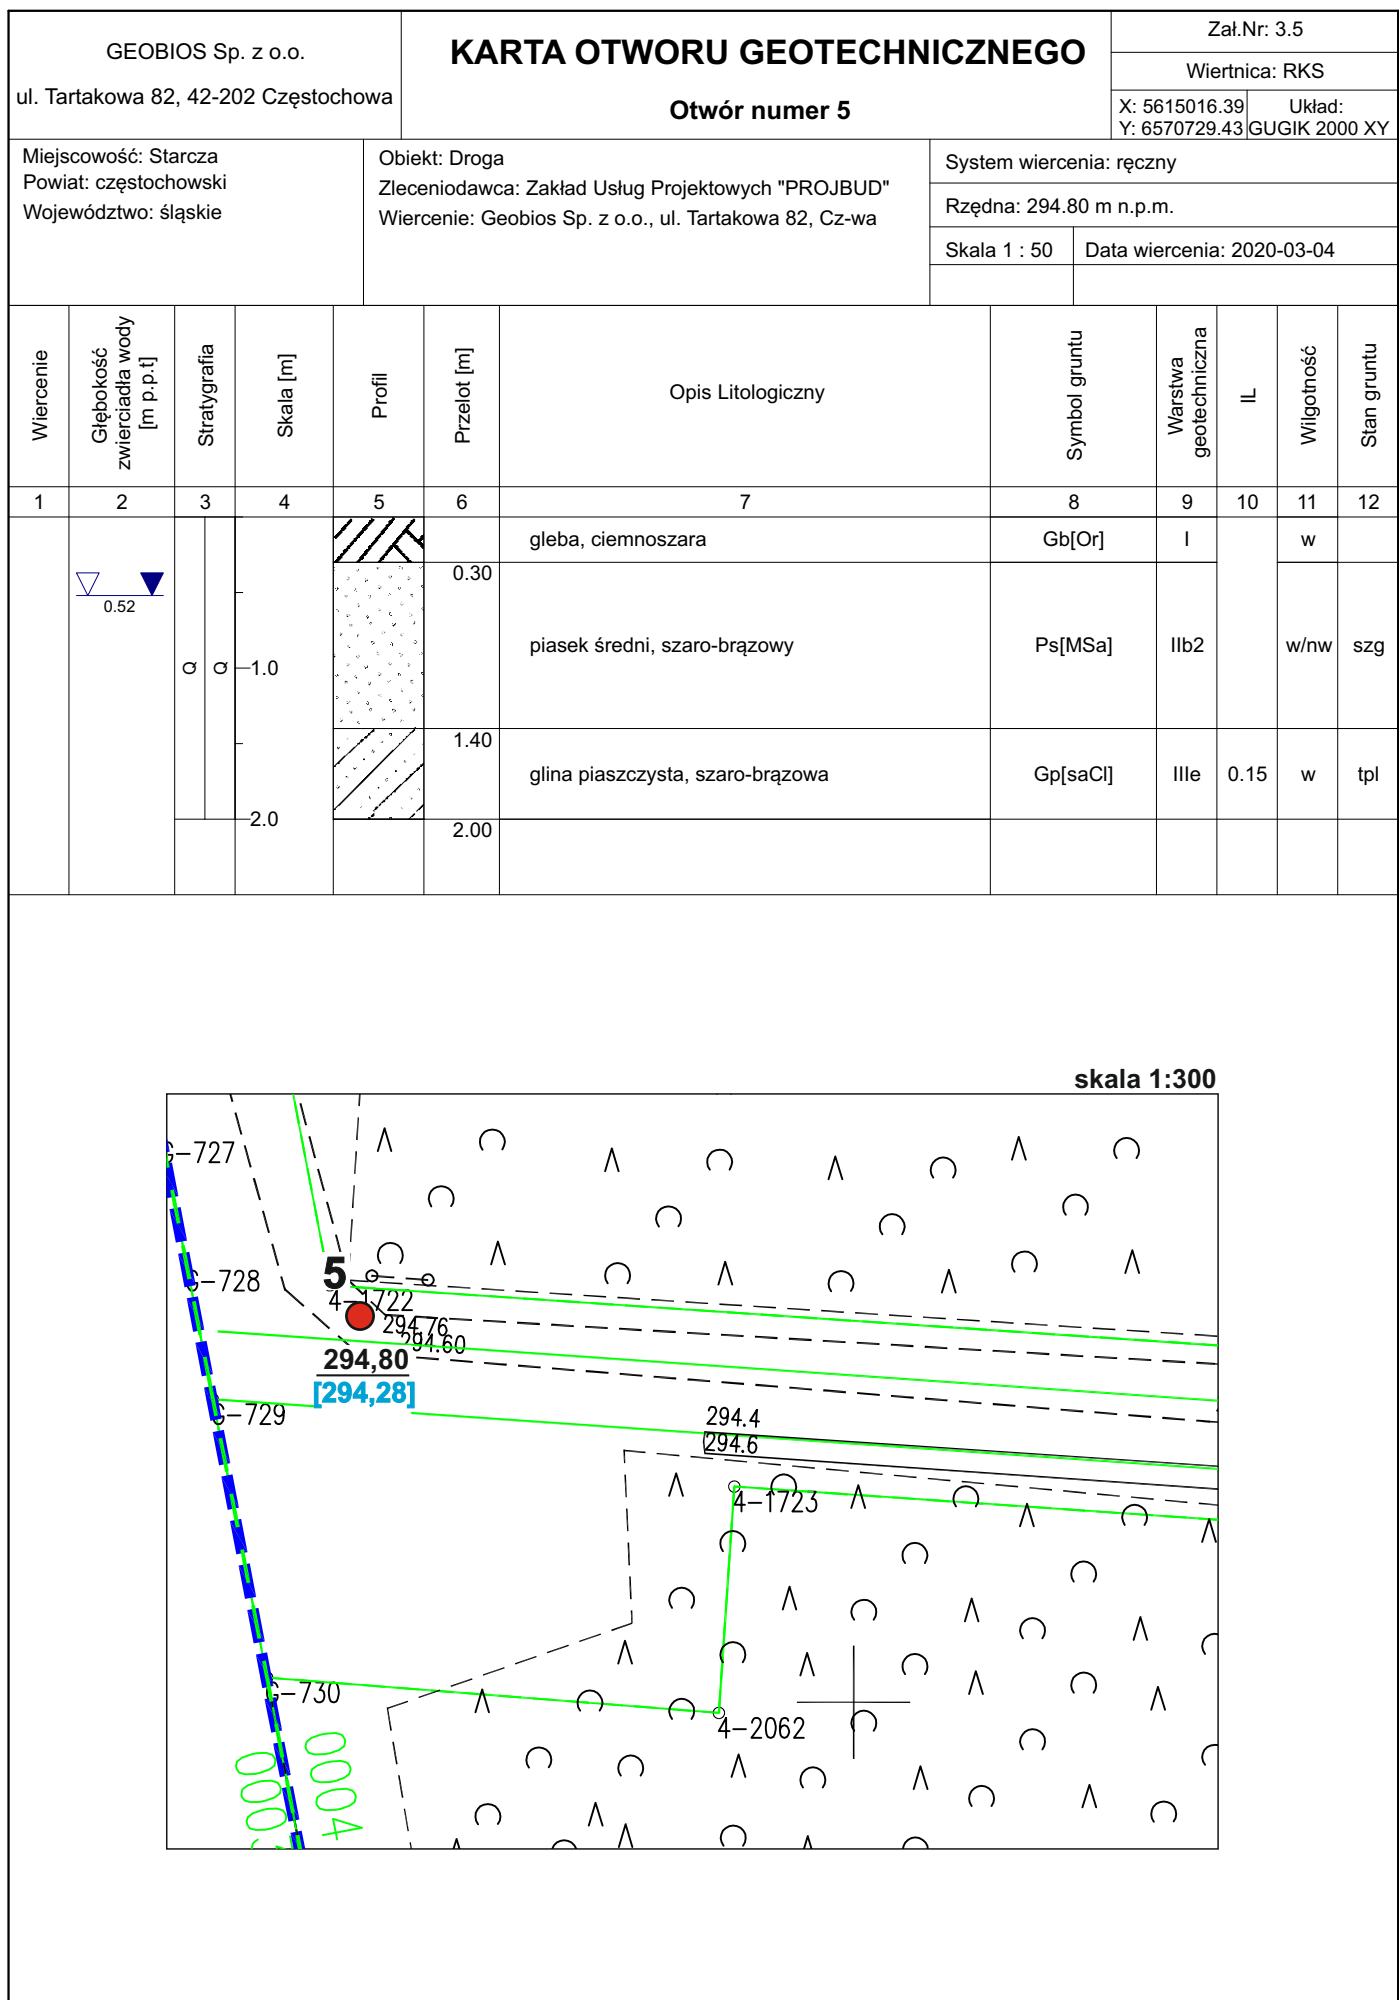 GEOBIOS Sp. z o.o.
ul. Tartakowa 82, 42-202 Częstochowa
KARTA OTWORU GEOTECHNICZNEGO
Otwór numer 5
Zał.Nr: 3.5
Wiertnica: RKS
X: 5615016.39
Y: 6570729.43
Układ:
GUGIK 2000 XY
Miejscowość: Starcza
Powiat: częstochowski
Województwo: śląskie
Obiekt: Droga
Zleceniodawca: Zakład Usług Projektowych "PROJBUD"
Wiercenie: Geobios Sp. z o.o., ul. Tartakowa 82, Cz-wa
System wiercenia: ręczny
Rzędna: 294.80 m n.p.m.
Skala 1 : 50
Data wiercenia: 2020-03-04
Wiercenie
Głębokość
zwierciadła wody
[m p.p.t]
Stratygrafia
Skala [m]
Profil
Przelot [m]
Opis Litologiczny
Symbol gruntu
Warstwa
geotechniczna
IL
Wilgotność
Stan gruntu
1 2 3 4 5 6 7 8 9 10 11 12
gleba, ciemnoszara Gb[Or] I w
0.30
0.52
piasek średni, szaro-brązowy Ps[MSa] IIb2 w/nw szg
Q Q 1.0
1.40
glina piaszczysta, szaro-brązowa Gp[saCl] IIIe 0.15 w tpl
2.0
2.00
skala 1:300
G-727
G-728
5
4-1722
294.76
294.60
294,80
[294,28]
G-729
294.4
294.6
4-1723
G-730
4-2062
0004